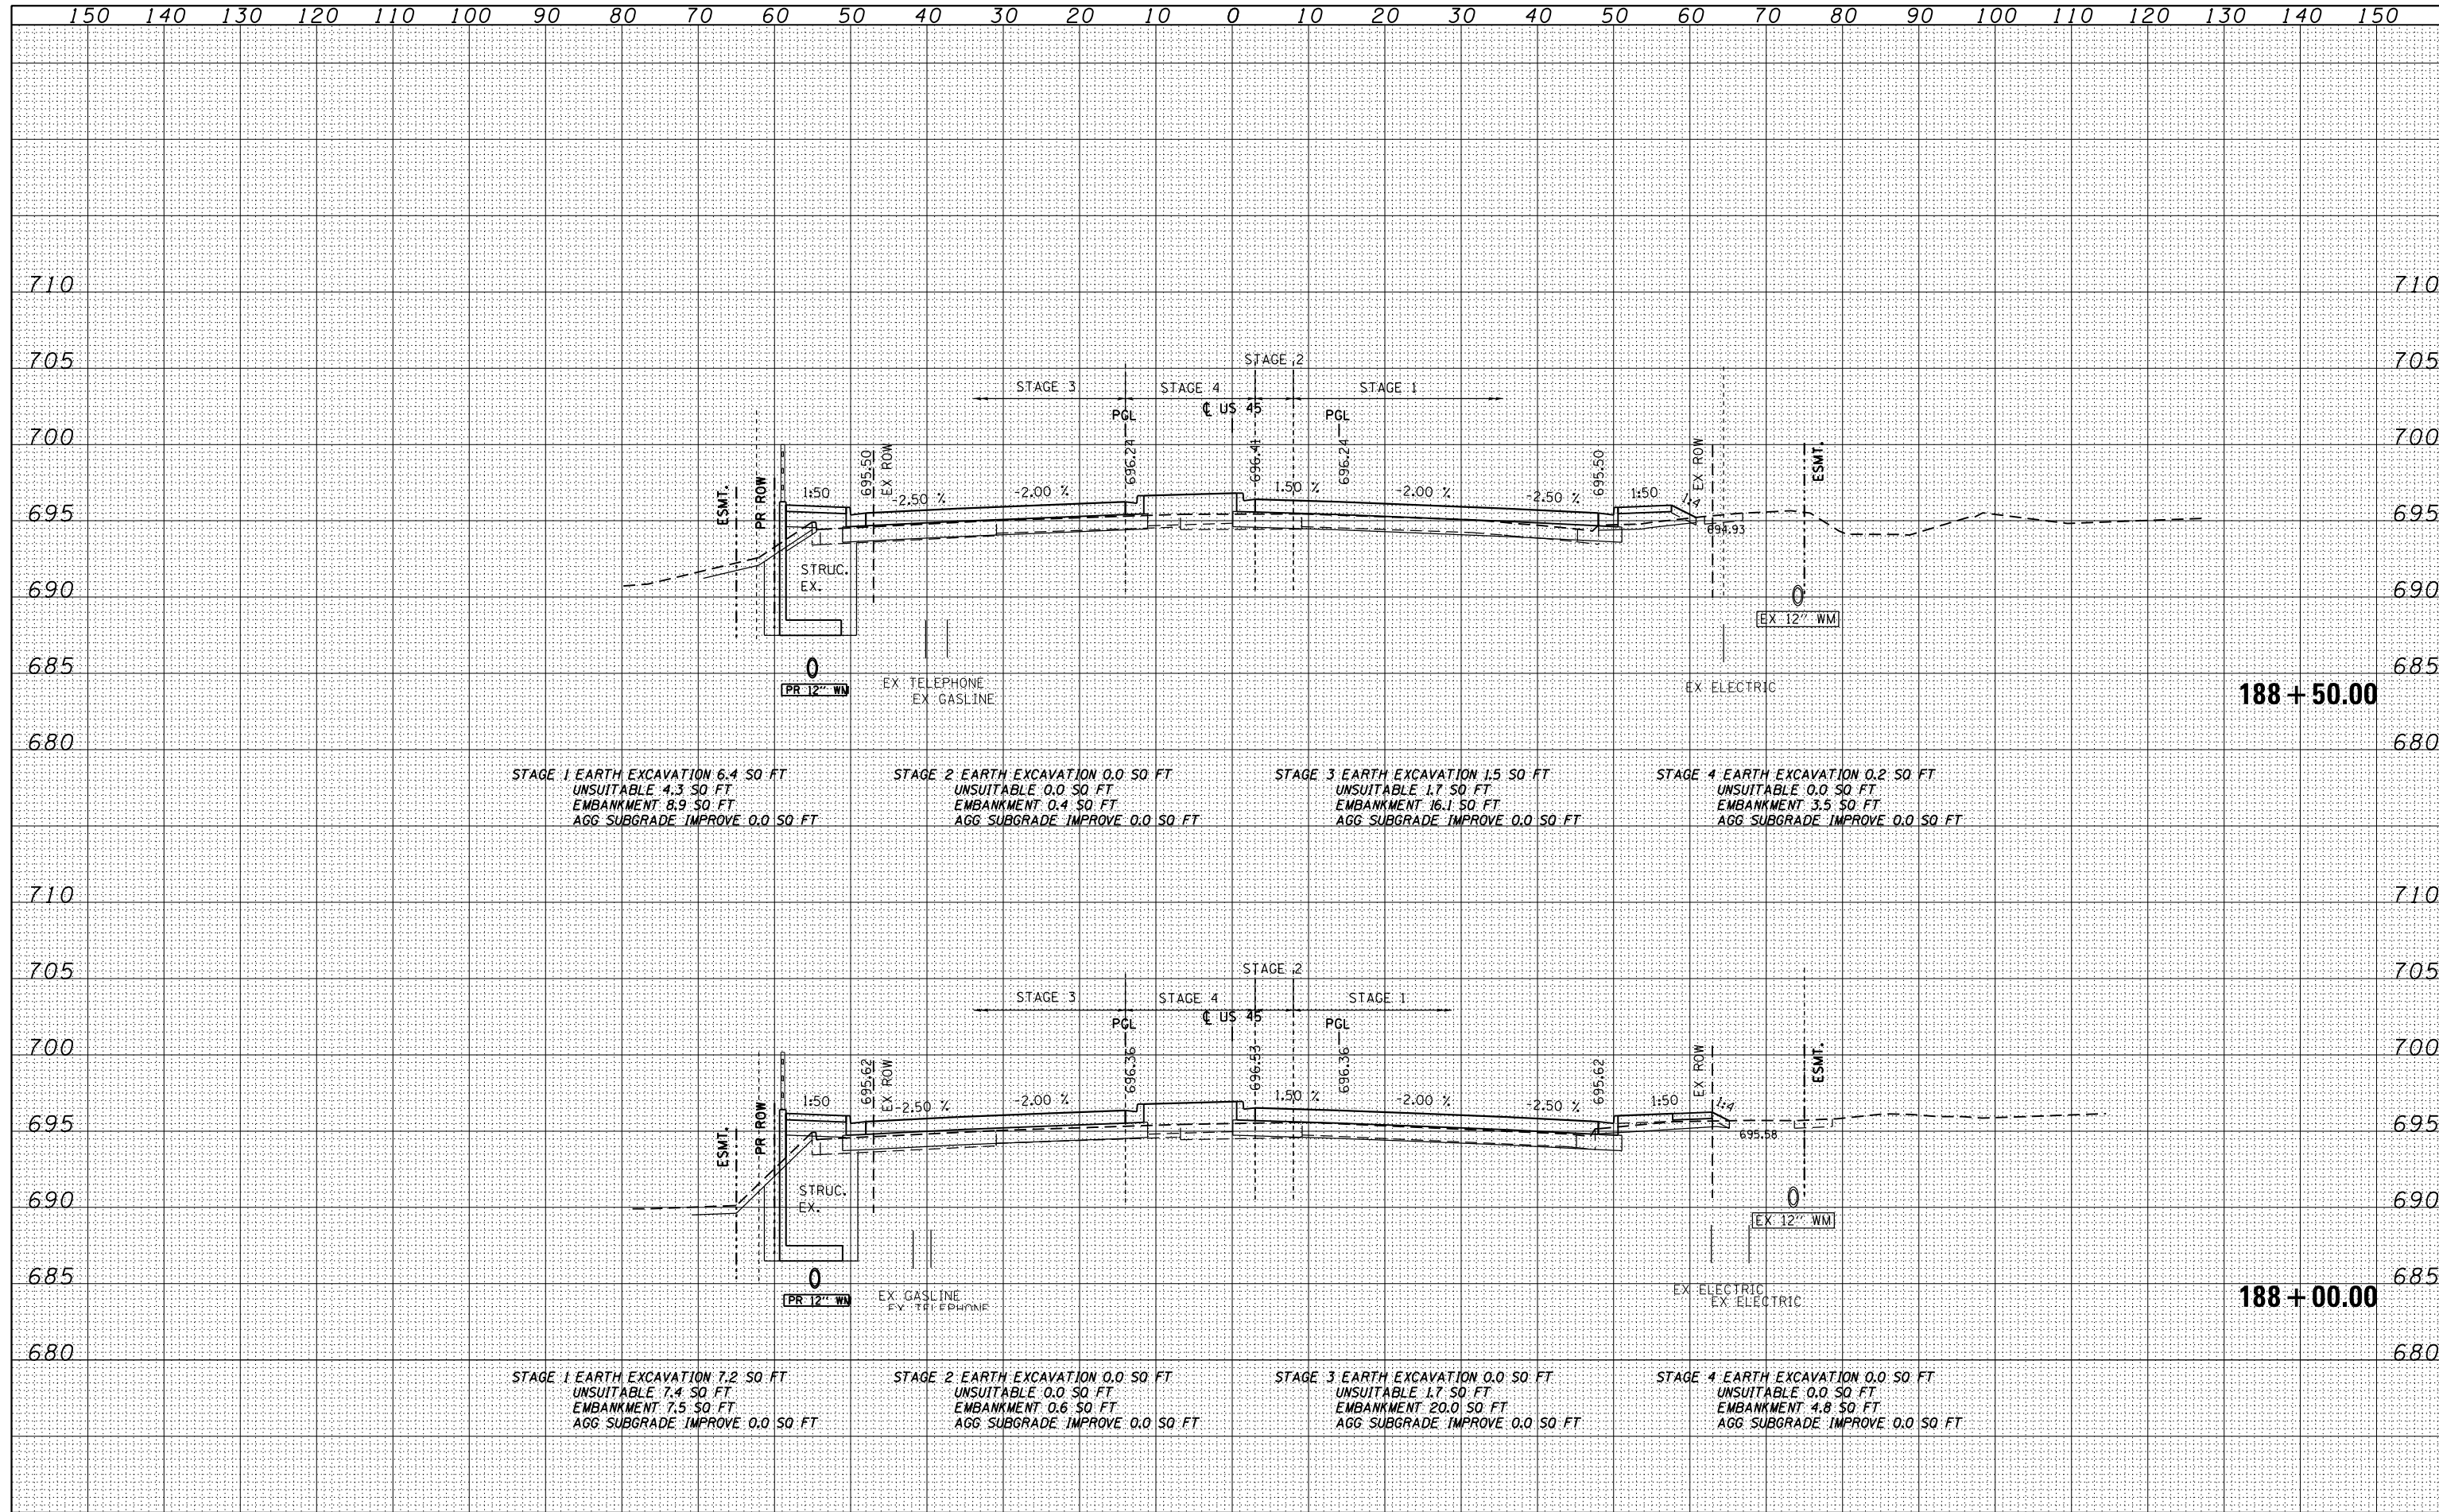 150 140 130 120 110 100 90 80 70 60 50 40 30 20 10 0 10 20 30 40 50 60 70 80 90 100 110 120 130 140 150
710 710
705 705
STAGE 2
STAGE 3 STAGE 4 STAGE 1
℄ US 45
PGL PGL
700 700
ESMT. PR ROW 1:50 695.50 EX ROW -2.50 % -2.00 % 696.24 696.41 1.50 % 696.24 -2.00 % -2.50 % 695.50 1:50 1:4 EX ROW ESMT.
695 695
694.93
STRUC.
EX.
690 690
EX 12'' WM
685 685
PR 12'' WM
EX TELEPHONE
EX GASLINE
EX ELECTRIC
188 + 50.00
680 680
STAGE 1 EARTH EXCAVATION 6.4 SQ FT
UNSUITABLE 4.3 SQ FT
EMBANKMENT 8.9 SQ FT
AGG SUBGRADE IMPROVE 0.0 SQ FT
STAGE 2 EARTH EXCAVATION 0.0 SQ FT
UNSUITABLE 0.0 SQ FT
EMBANKMENT 0.4 SQ FT
AGG SUBGRADE IMPROVE 0.0 SQ FT
STAGE 3 EARTH EXCAVATION 1.5 SQ FT
UNSUITABLE 1.7 SQ FT
EMBANKMENT 16.1 SQ FT
AGG SUBGRADE IMPROVE 0.0 SQ FT
STAGE 4 EARTH EXCAVATION 0.2 SQ FT
UNSUITABLE 0.0 SQ FT
EMBANKMENT 3.5 SQ FT
AGG SUBGRADE IMPROVE 0.0 SQ FT
710 710
705 705
STAGE 2
STAGE 3 STAGE 4 STAGE 1
℄ US 45
PGL PGL
700 700
ESMT. PR ROW 1:50 695.62 EX ROW -2.50 % -2.00 % 696.36 696.53 1.50 % 696.36 -2.00 % -2.50 % 695.62 1:50 EX ROW 1:4 ESMT.
695 695
695.58
STRUC.
EX.
690 690
EX 12'' WM
685 685
PR 12'' WM
EX GASLINE
EX TELEPHONE
EX ELECTRIC
EX ELECTRIC
188 + 00.00
680 680
STAGE 1 EARTH EXCAVATION 7.2 SQ FT
UNSUITABLE 7.4 SQ FT
EMBANKMENT 7.5 SQ FT
AGG SUBGRADE IMPROVE 0.0 SQ FT
STAGE 2 EARTH EXCAVATION 0.0 SQ FT
UNSUITABLE 0.0 SQ FT
EMBANKMENT 0.6 SQ FT
AGG SUBGRADE IMPROVE 0.0 SQ FT
STAGE 3 EARTH EXCAVATION 0.0 SQ FT
UNSUITABLE 1.7 SQ FT
EMBANKMENT 20.0 SQ FT
AGG SUBGRADE IMPROVE 0.0 SQ FT
STAGE 4 EARTH EXCAVATION 0.0 SQ FT
UNSUITABLE 0.0 SQ FT
EMBANKMENT 4.8 SQ FT
AGG SUBGRADE IMPROVE 0.0 SQ FT